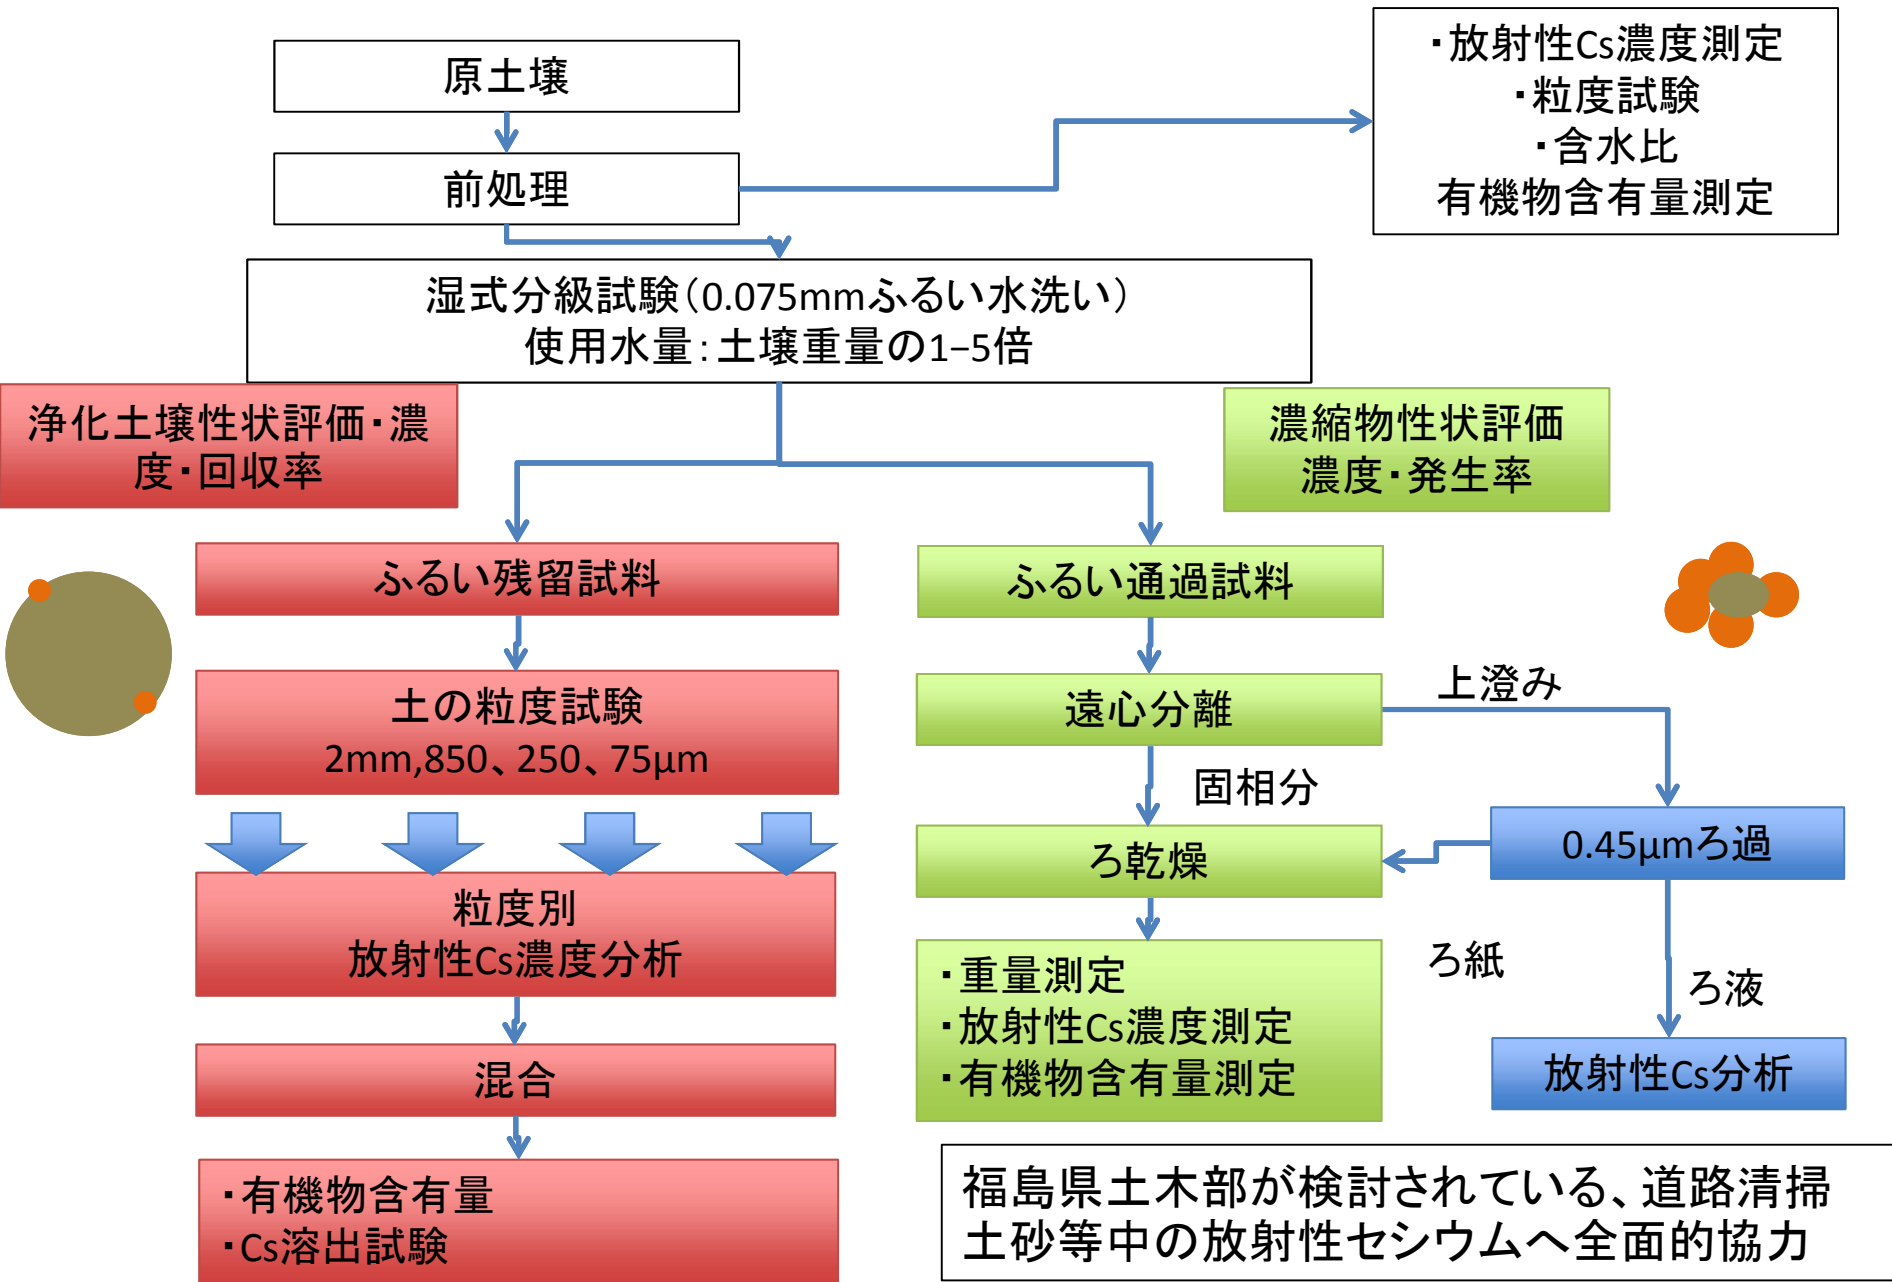 原土壌
前処理
・放射性Cs濃度測定
・粒度試験
・含水比
有機物含有量測定
湿式分級試験（0.075mmふるい水洗い）
使用水量：土壌重量の1–5倍
浄化土壌性状評価・濃
度・回収率
濃縮物性状評価
濃度・発生率
ふるい残留試料
土の粒度試験
2mm,850、250、75μm
粒度別
放射性Cs濃度分析
混合
・有機物含有量
・Cs溶出試験
ふるい通過試料
遠心分離
上澄み
固相分
ろ乾燥
0.45μmろ過
ろ紙
ろ液
・重量測定
・放射性Cs濃度測定
・有機物含有量測定
放射性Cs分析
福島県土木部が検討されている、道路清掃
土砂等中の放射性セシウムへ全面的協力